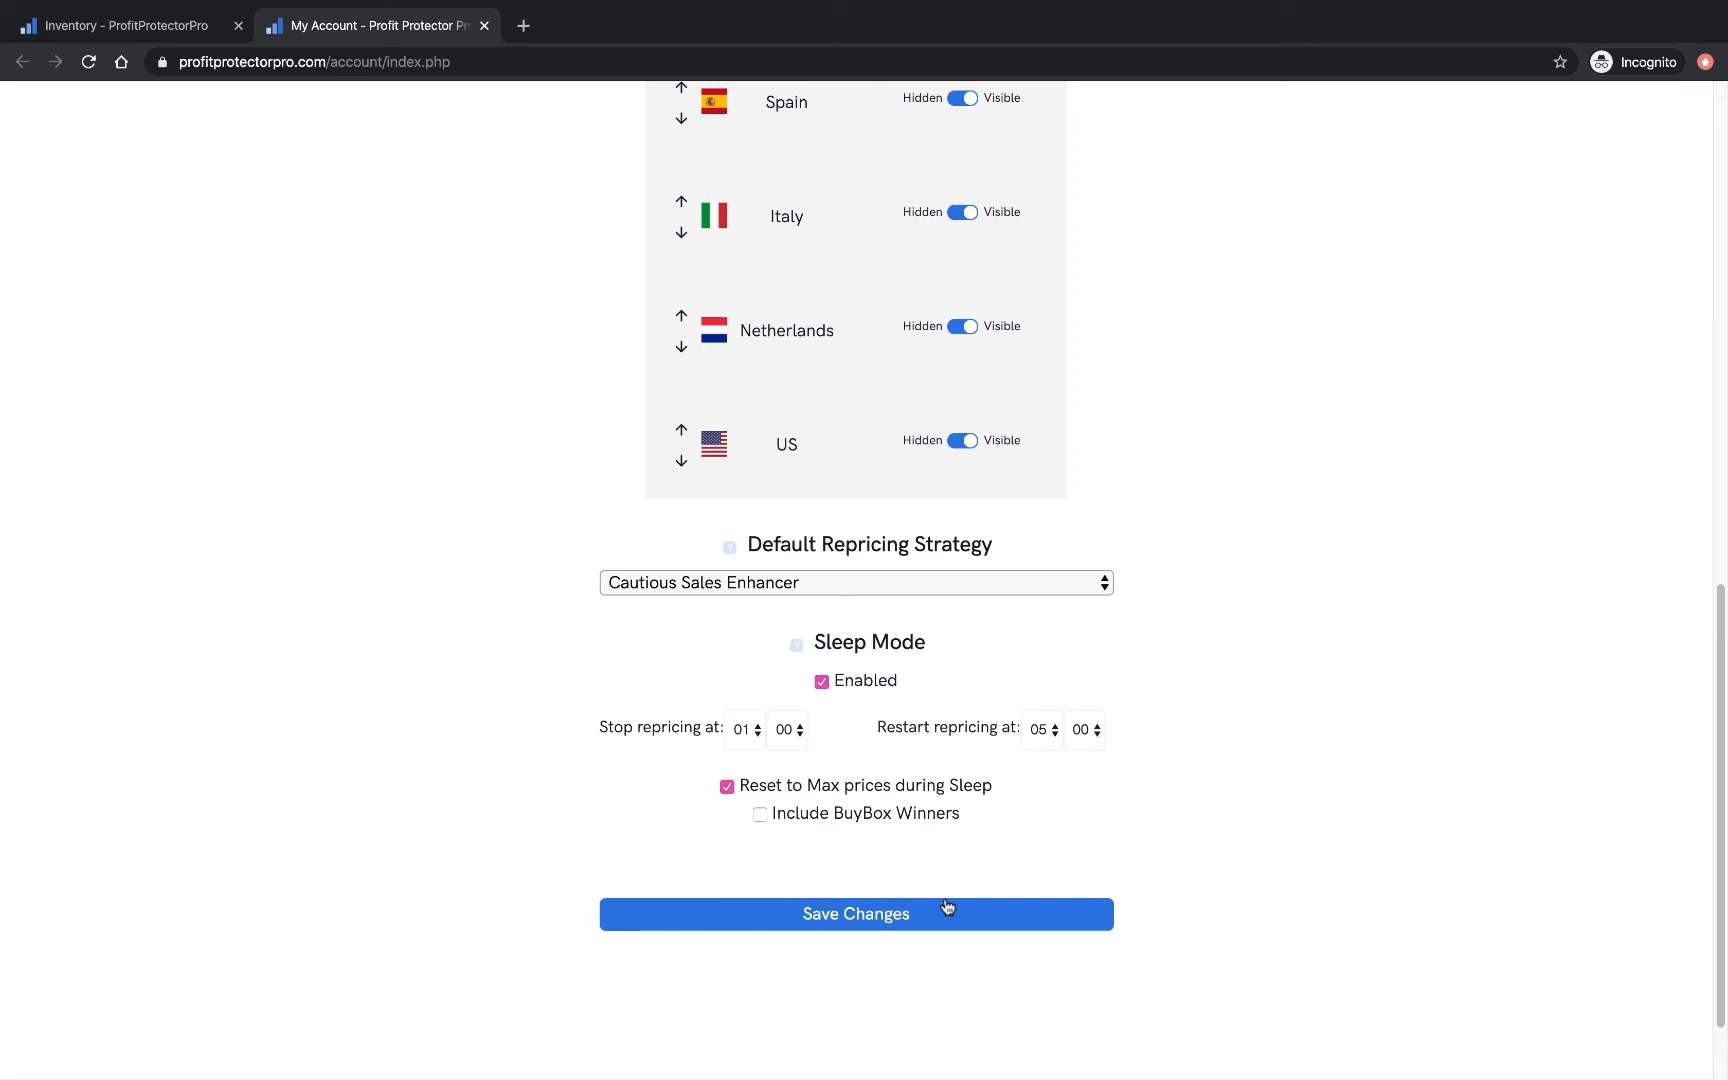 Inventory - ProfitProtectorPro
My Account - Profit Protector Pr
profitprotectorpro.com/account/index.php
Incognito
Spain
Hidden Visible
Italy
Hidden Visible
Netherlands
Hidden Visible
US
Hidden Visible
? Default Repricing Strategy
Cautious Sales Enhancer
? Sleep Mode
Enabled
Stop repricing at: 01 00 Restart repricing at: 05 00
Reset to Max prices during Sleep
Include BuyBox Winners
Save Changes